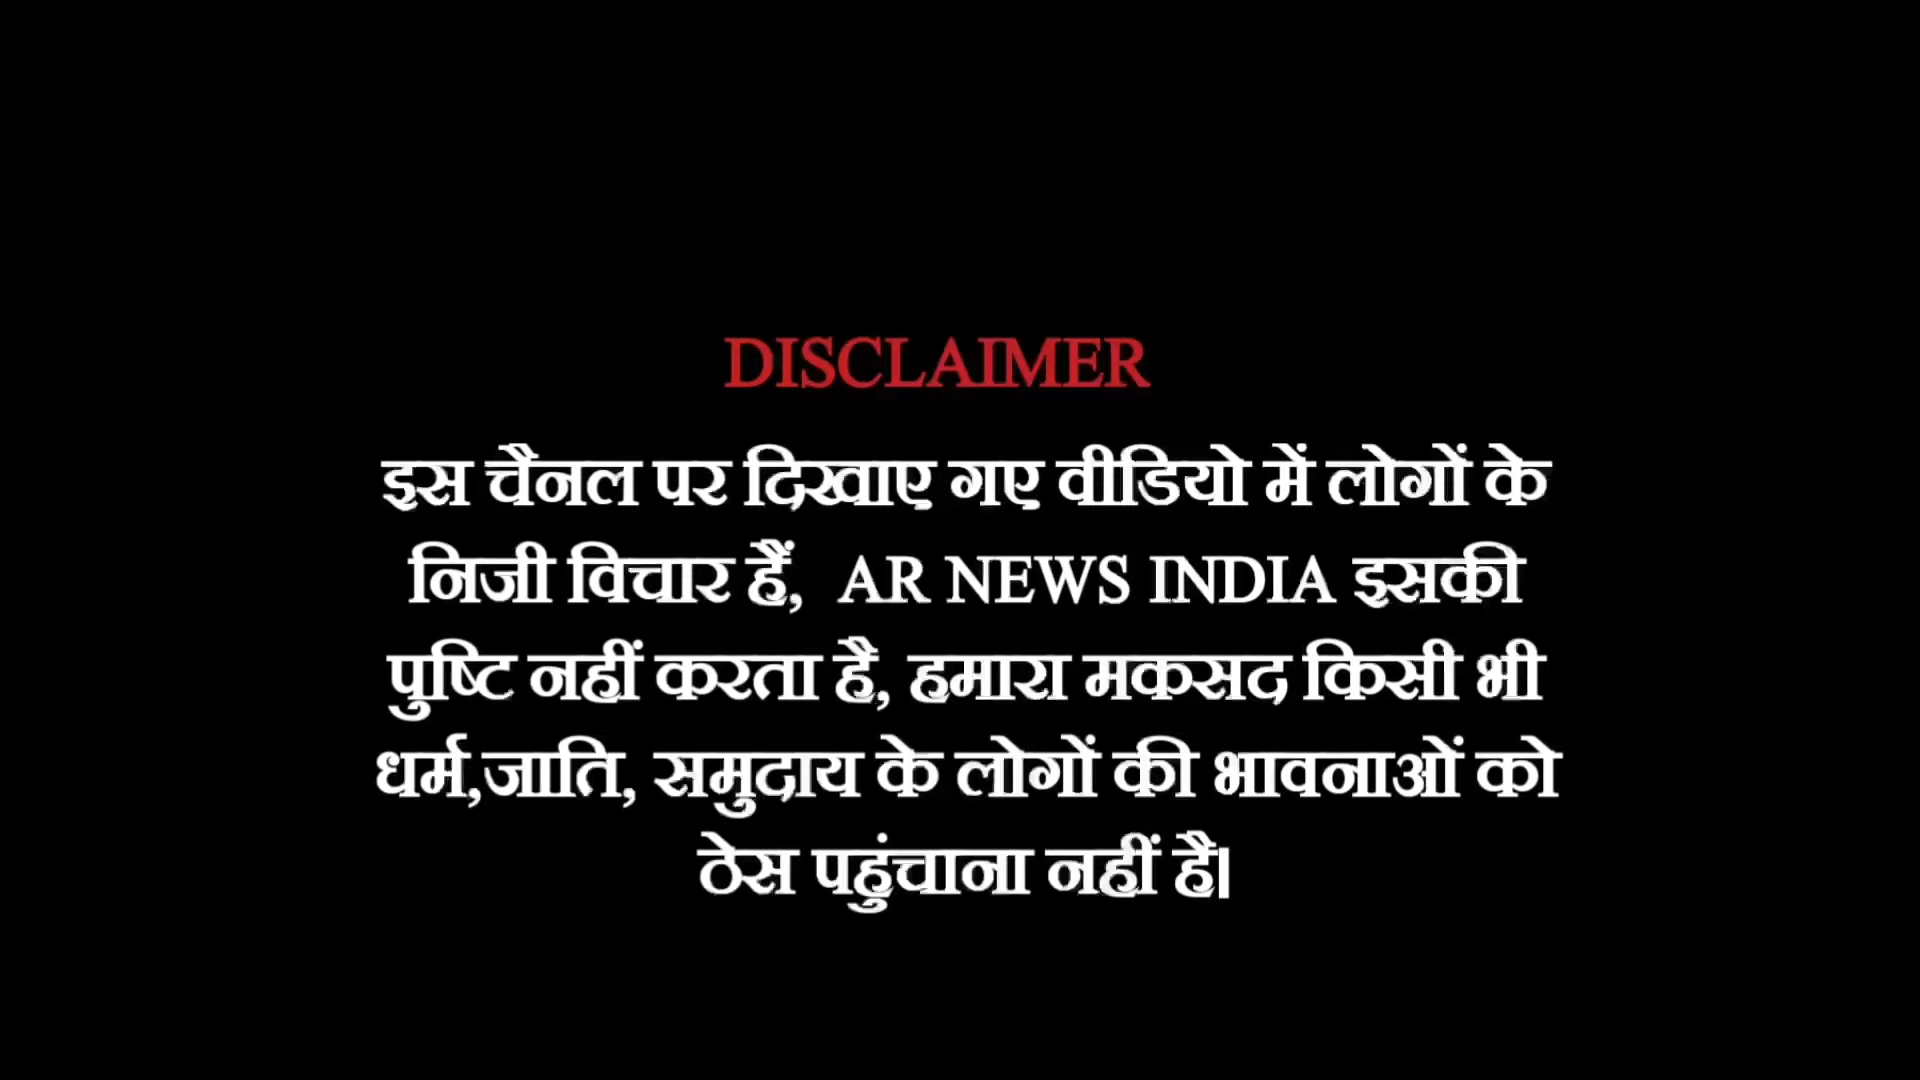 DISCLAIMER
इस चैनल पर दिखाए गए वीडियो में लोगों के
निजी विचार हैं, AR NEWS INDIA इसकी
पुष्टि नहीं करता है, हमारा मकसद किसी भी
धर्म,जाति, समुदाय के लोगों की भावनाओं को
ठेस पहुंचाना नहीं है।